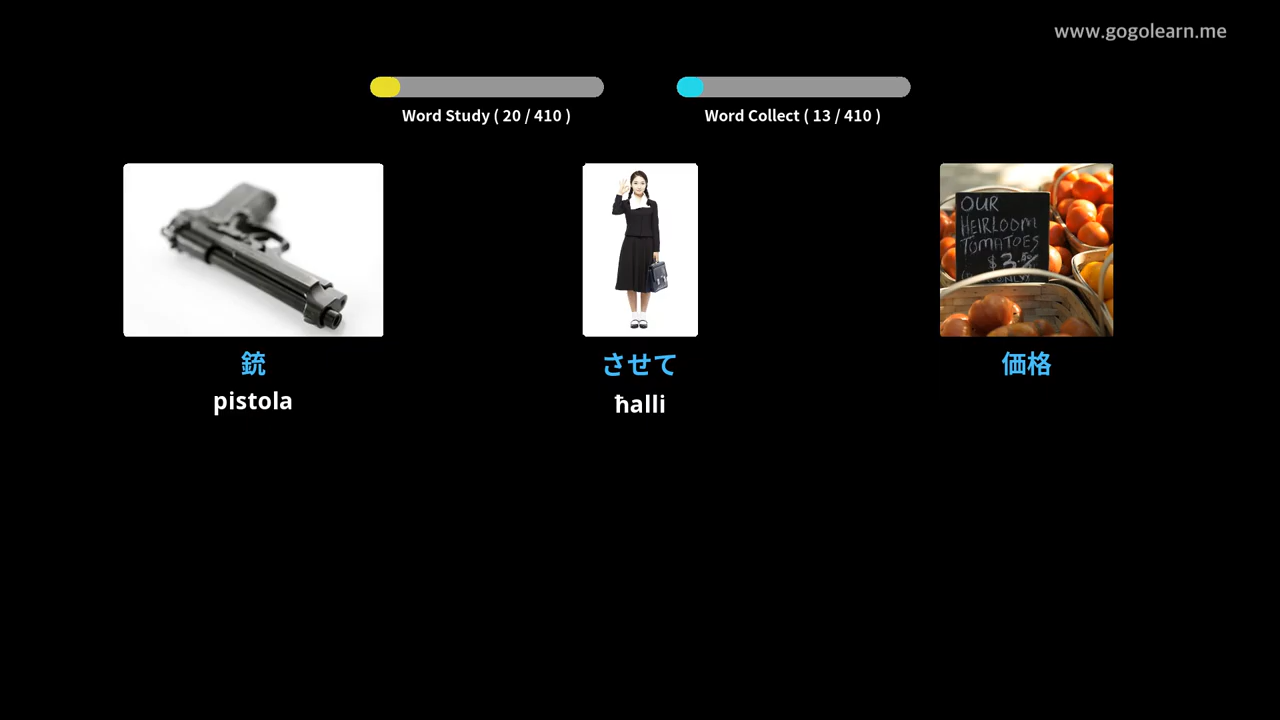 www.gogolearn.me
Word Study ( 20 / 410 )
Word Collect ( 13 / 410 )
OUR
HEIRLOOM
TOMATOES
銃
させて
価格
pistola
ħalli